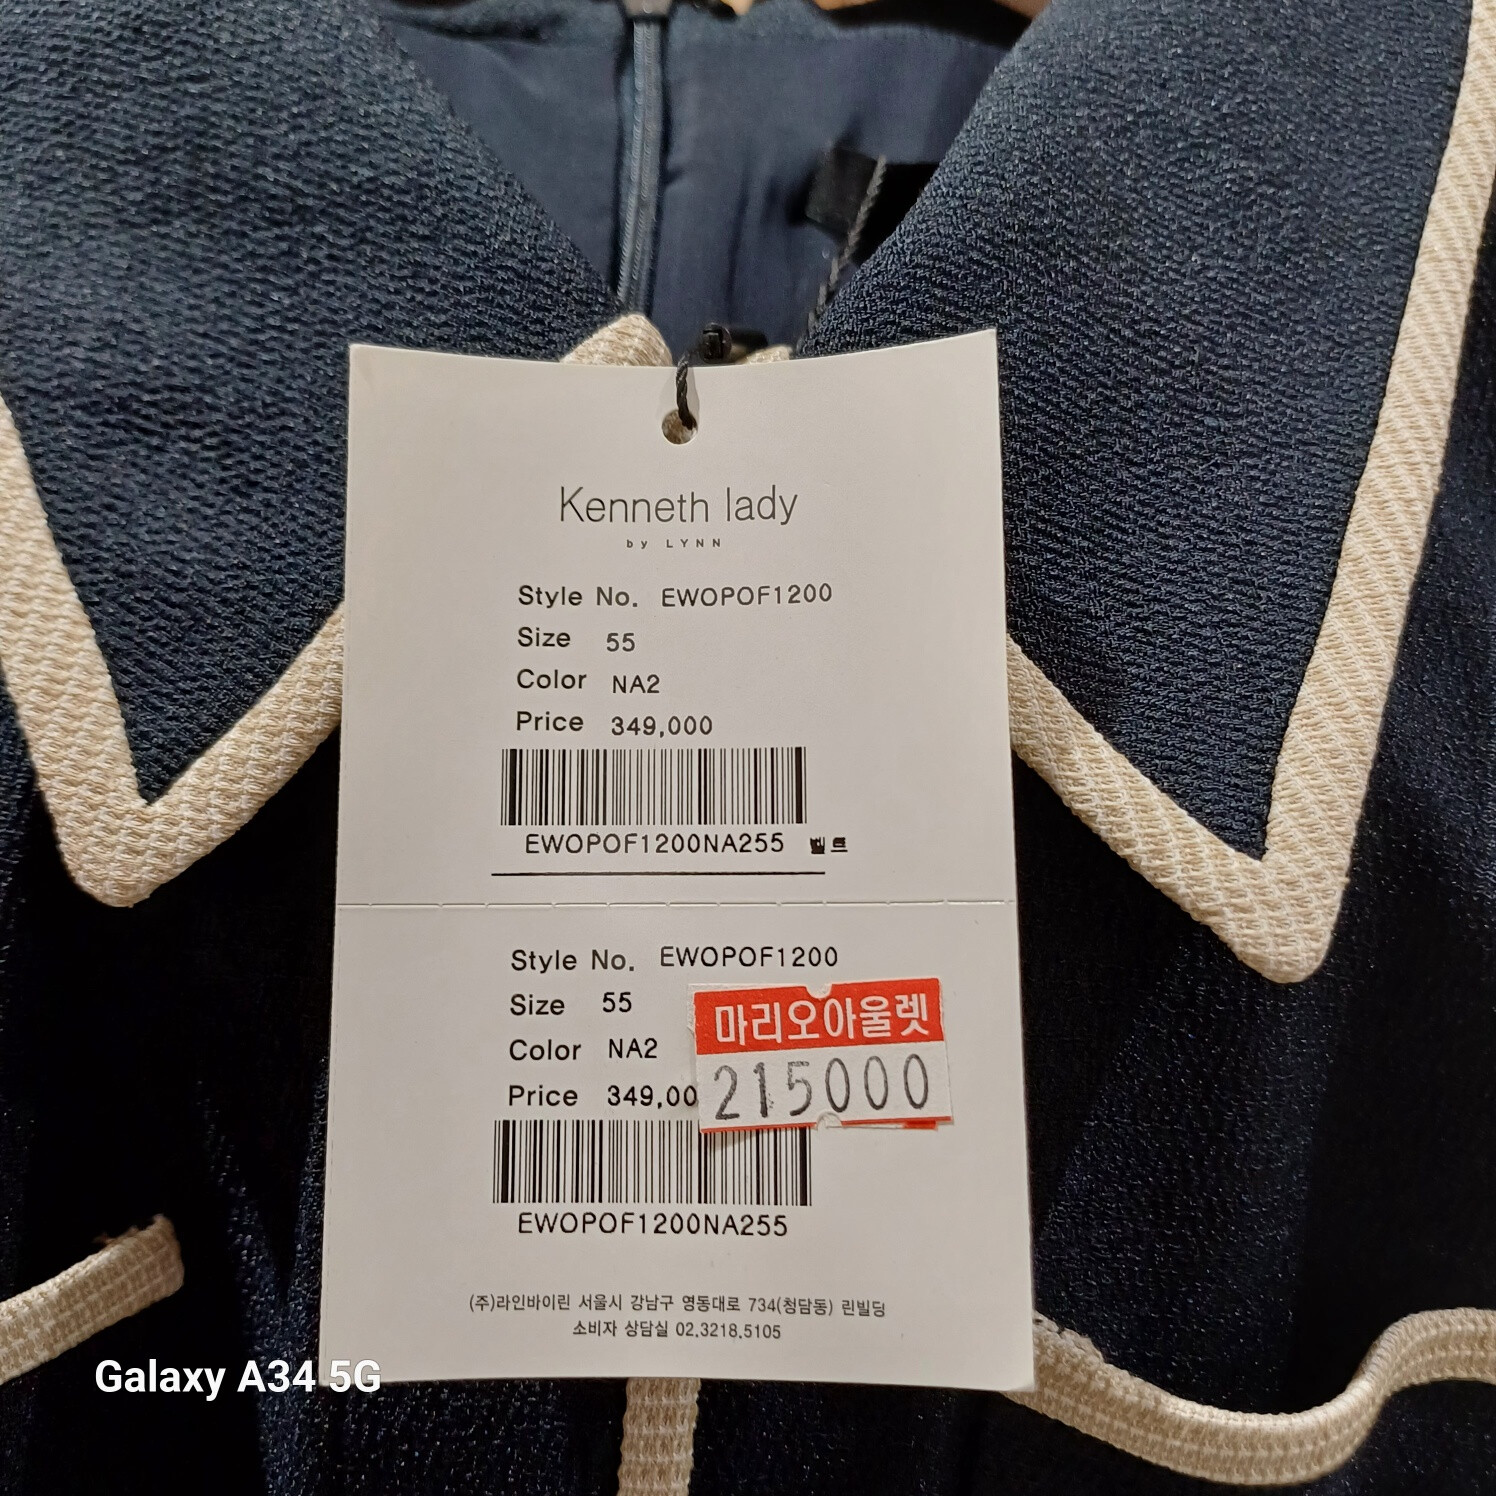 Kenneth lady
by LYNN
Style No. EWOPOF1200
Size 55
Color NA2
Price 349,000
EWOPOF1200NA255 벨트
Style No. EWOPOF1200
Size 55
Color NA2
Price 349,00
마리오아울렛
215000
EWOPOF1200NA255
(주)라인바이린 서울시 강남구 영동대로 734(청담동) 린빌딩
소비자 상담실 02.3218.5105
Galaxy A34 5G